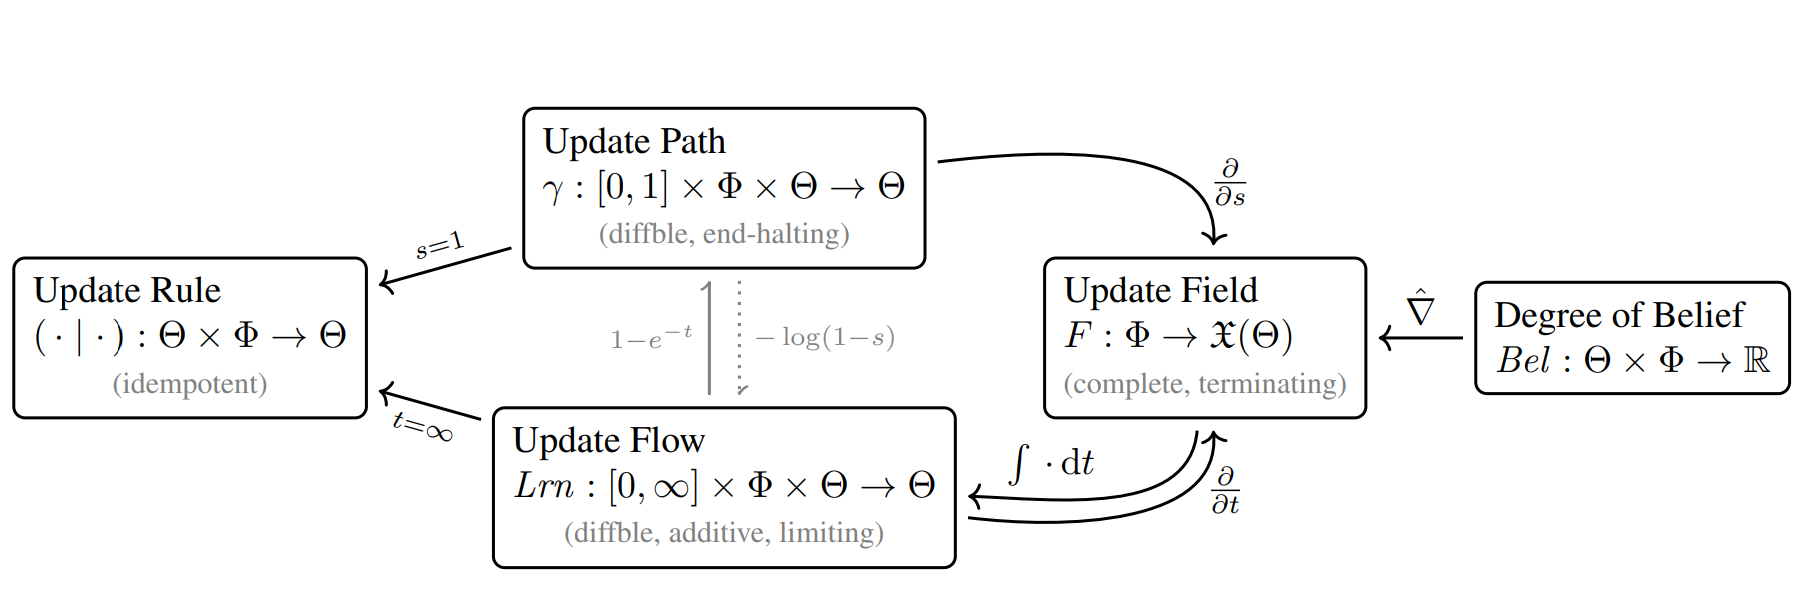 Update Path
γ : [0, 1] × Φ × Θ → Θ
(diffble, end-halting)
∂/∂s
s=1
Update Rule
( · | · ) : Θ × Φ → Θ
(idempotent)
1−e^{−t}
− log(1−s)
Update Field
F : Φ → 𝔛(Θ)
(complete, terminating)
∇̂
Degree of Belief
Bel : Θ × Φ → ℝ
t=∞
Update Flow
Lrn : [0, ∞] × Φ × Θ → Θ
(diffble, additive, limiting)
∫ · dt
∂/∂t